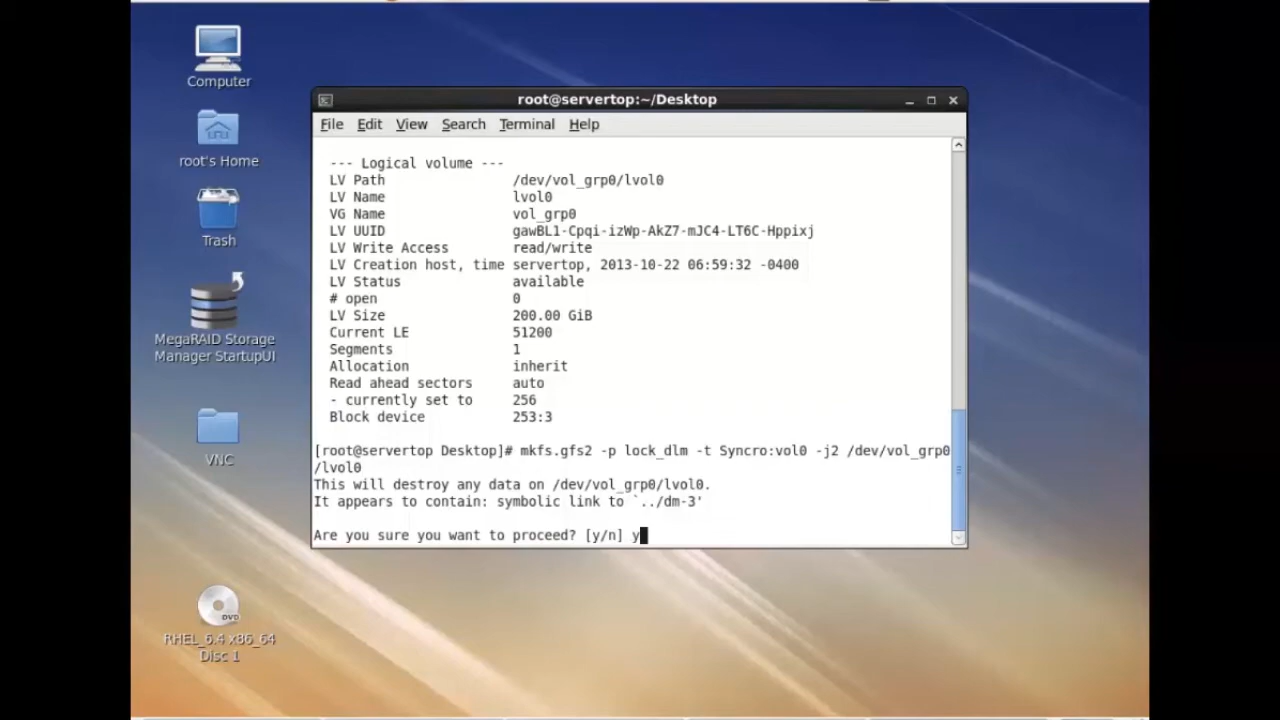 Computer
root's Home
Trash
MegaRAID Storage
Manager StartupUI
VNC
DVD
RHEL_6.4 x86_64
Disc 1
root@servertop:~/Desktop
File Edit View Search Terminal Help
--- Logical volume ---
LV Path /dev/vol_grp0/lvol0
LV Name lvol0
VG Name vol_grp0
LV UUID gawBL1-Cpqi-izWp-AkZ7-mJC4-LT6C-Hppixj
LV Write Access read/write
LV Creation host, time servertop, 2013-10-22 06:59:32 -0400
LV Status available
# open 0
LV Size 200.00 GiB
Current LE 51200
Segments 1
Allocation inherit
Read ahead sectors auto
- currently set to 256
Block device 253:3
[root@servertop Desktop]# mkfs.gfs2 -p lock_dlm -t Syncro:vol0 -j2 /dev/vol_grp0
/lvol0
This will destroy any data on /dev/vol_grp0/lvol0.
It appears to contain: symbolic link to `../dm-3'
Are you sure you want to proceed? [y/n] y